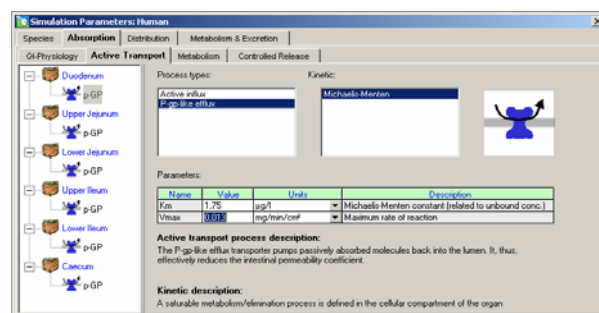 Simulation Parameters: Human
Species Absorption Distribution Metabolism & Excretion
GI-Physiology Active Transport Metabolism Controlled Release
Duodenum
p-GP
Upper Jejunum
p-GP
Lower Jejunum
p-GP
Upper Ileum
p-GP
Lower Ileum
p-GP
Caecum
p-GP
Process types: Kinetic:
Active influx Michaelis-Menten
P-gp-like efflux
Parameters:
Name Value Units Description
Km 1.75 µg/l Michaelis-Menten constant (related to unbound conc.)
Vmax 0.013 mg/min/cm² Maximum rate of reaction
Active transport process description:
The P-gp-like efflux transporter pumps passively absorbed molecules back into the lumen. It, thus,
effectively reduces the intestinal permeability coefficient.
Kinetic description:
A saturable metabolism/elimination process is defined in the cellular compartment of the organ